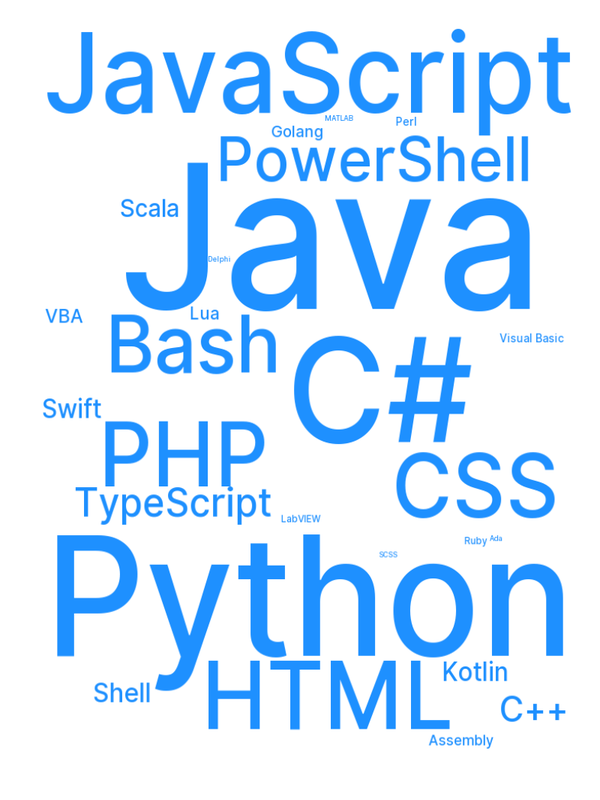 JavaScript
MATLAB
Perl
Golang
PowerShell
Java
Scala
Delphi
VBA
Lua
Bash
Visual Basic
C#
Swift
PHP
CSS
TypeScript
LabVIEW
Ruby
Ada
SCSS
Python
HTML
Kotlin
Shell
C++
Assembly